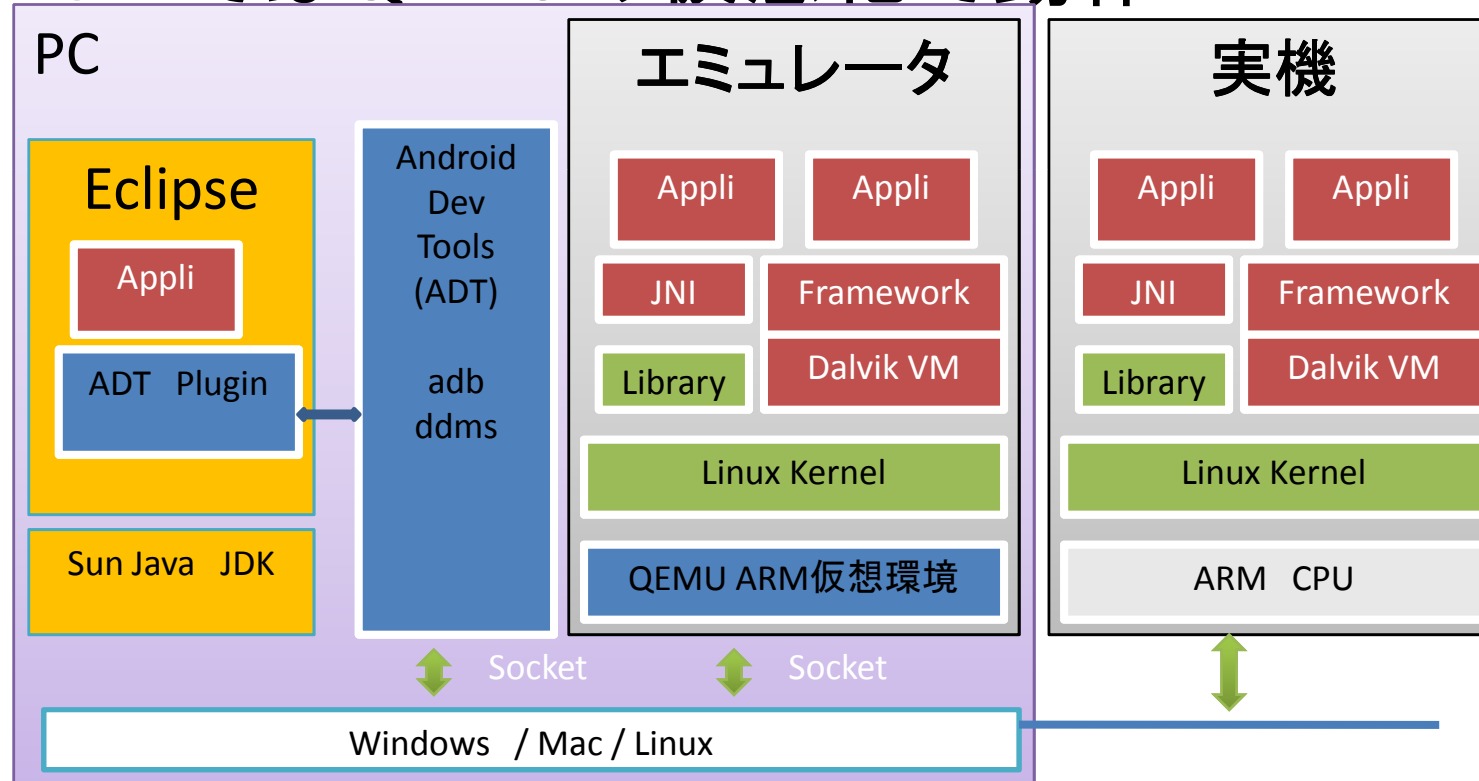 PC
エミュレータ
実機
Eclipse
Appli
ADT Plugin
Sun Java JDK
Android
Dev
Tools
(ADT)
adb
ddms
Appli
Appli
JNI
Framework
Library
Dalvik VM
Linux Kernel
QEMU ARM仮想環境
Appli
Appli
JNI
Framework
Library
Dalvik VM
Linux Kernel
ARM CPU
Socket
Socket
Windows / Mac / Linux